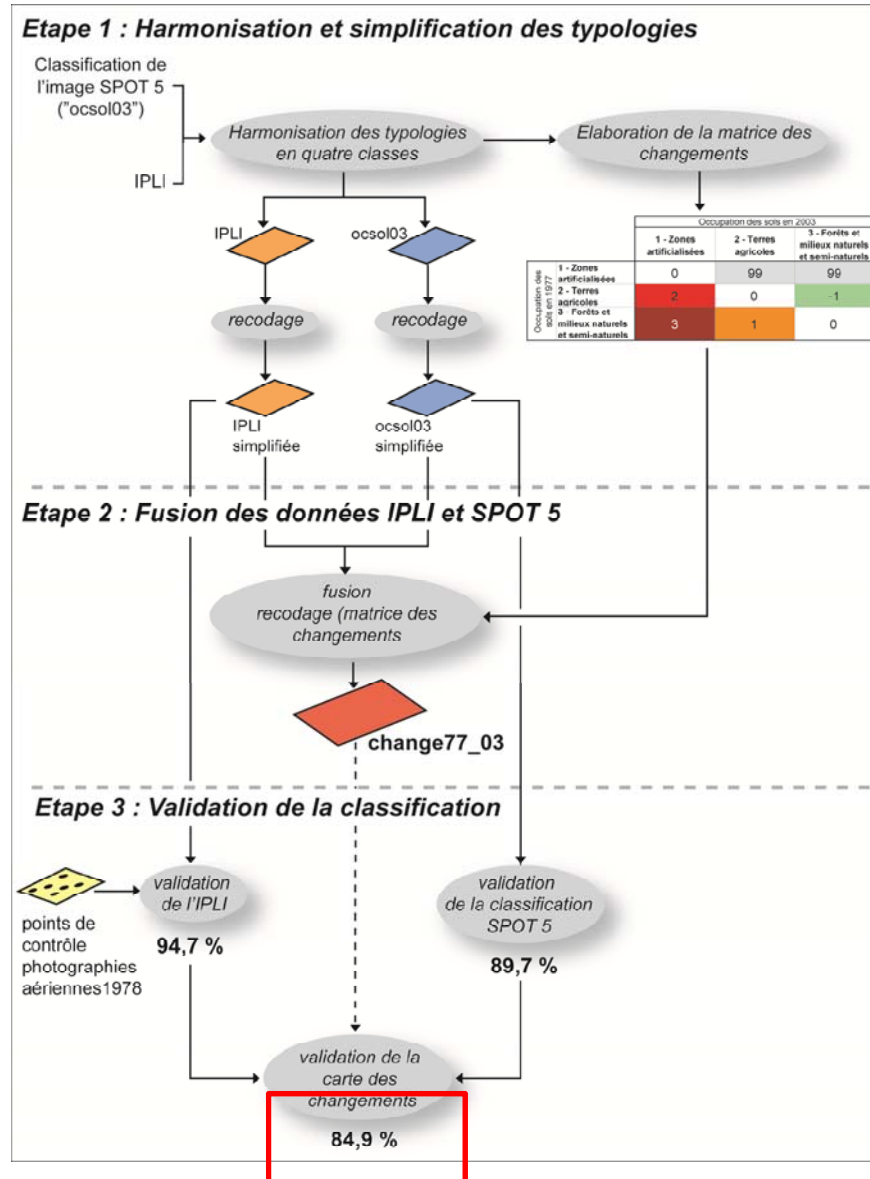 Etape 1 : Harmonisation et simplification des typologies
Classification de
l'image SPOT 5
("ocsol03")
IPLI
Harmonisation des typologies
en quatre classes
Elaboration de la matrice des
changements
IPLI
ocsol03
recodage
recodage
IPLI
simplifiée
ocsol03
simplifiée
Occupation des sols en 2003
1 - Zones
artificialisées
2 - Terres
agricoles
3 - Forêts et
milieux naturels
et semi-naturels
Occupation des
sols en 1977
1 - Zones
artificialisées
0
99
99
2 - Terres
agricoles
2
0
-1
3 - Forêts et
milieux naturels
et semi-naturels
3
1
0
Etape 2 : Fusion des données IPLI et SPOT 5
fusion
recodage (matrice des
changements
change77_03
Etape 3 : Validation de la classification
points de
contrôle
photographies
aériennes1978
validation
de l'IPLI
94,7 %
validation
de la classification
SPOT 5
89,7 %
validation de la
carte des
changements
84,9 %